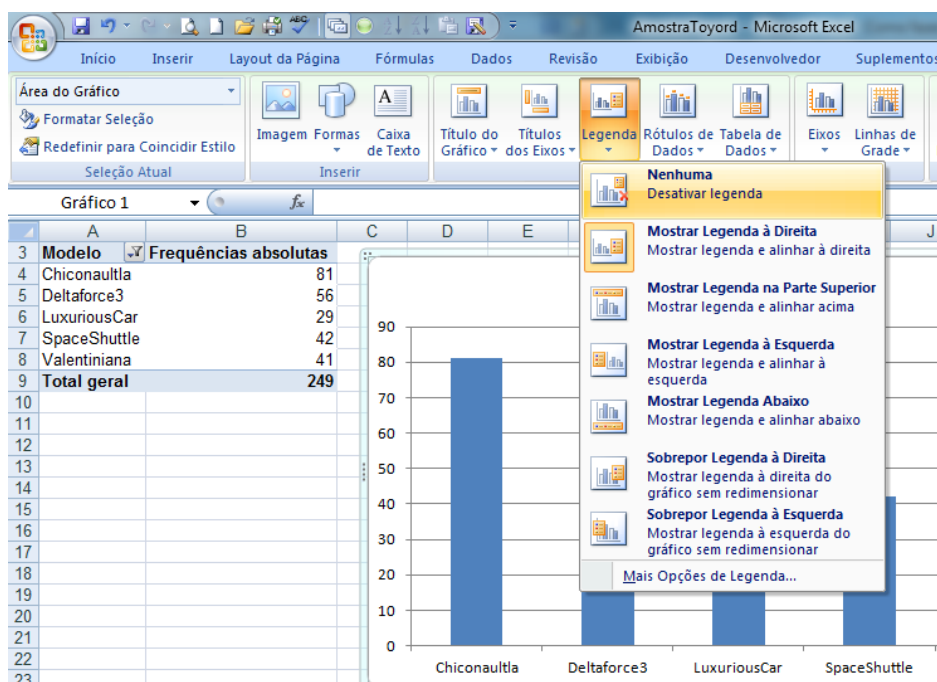 AmostraToyord - Microsoft Excel
Início Inserir Layout da Página Fórmulas Dados Revisão Exibição Desenvolvedor Suplementos
Área do Gráfico
Formatar Seleção
Redefinir para Coincidir Estilo
Seleção Atual
Imagem Formas Caixa de Texto
Inserir
Título do Gráfico Títulos dos Eixos Legenda Rótulos de Dados Tabela de Dados
Eixos Linhas de Grade
Gráfico 1 fx
A B C D E J
3 Modelo Frequências absolutas
4 Chiconaultla 81
5 Deltaforce3 56
6 LuxuriousCar 29
7 SpaceShuttle 42
8 Valentiniana 41
9 Total geral 249
10
11
12
13
14
15
16
17
18
19
20
21
22
23
Nenhuma
Desativar legenda
Mostrar Legenda à Direita
Mostrar legenda e alinhar à direita
Mostrar Legenda na Parte Superior
Mostrar legenda e alinhar acima
Mostrar Legenda à Esquerda
Mostrar legenda e alinhar à
esquerda
Mostrar Legenda Abaixo
Mostrar legenda e alinhar abaixo
Sobrepor Legenda à Direita
Mostrar legenda à direita do
gráfico sem redimensionar
Sobrepor Legenda à Esquerda
Mostrar legenda à esquerda do
gráfico sem redimensionar
Mais Opções de Legenda...
90
80
70
60
50
40
30
20
10
0
Chiconaultla Deltaforce3 LuxuriousCar SpaceShuttle